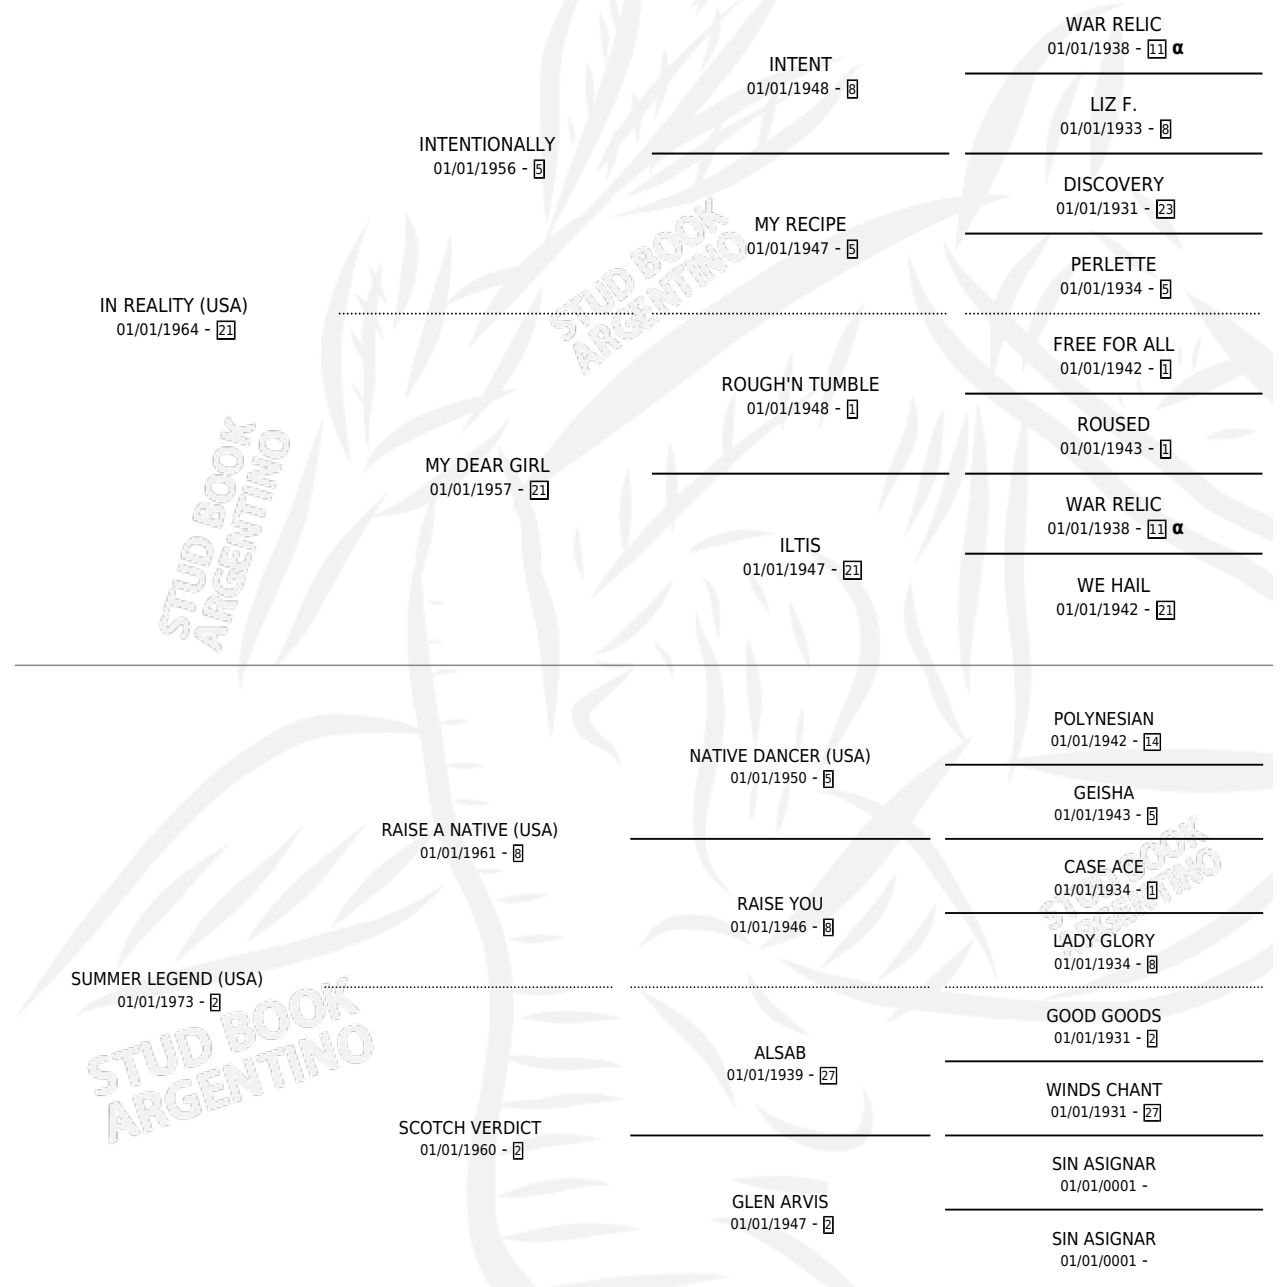 WAR RELIC
01/01/1938 - 11 α
INTENT
01/01/1948 - 8
LIZ F.
01/01/1933 - 8
INTENTIONALLY
01/01/1956 - 5
DISCOVERY
01/01/1931 - 23
MY RECIPE
01/01/1947 - 5
PERLETTE
01/01/1934 - 5
IN REALITY (USA)
01/01/1964 - 21
FREE FOR ALL
01/01/1942 - 1
ROUGH'N TUMBLE
01/01/1948 - 1
ROUSED
01/01/1943 - 1
MY DEAR GIRL
01/01/1957 - 21
WAR RELIC
01/01/1938 - 11 α
ILTIS
01/01/1947 - 21
WE HAIL
01/01/1942 - 21
POLYNESIAN
01/01/1942 - 14
NATIVE DANCER (USA)
01/01/1950 - 5
GEISHA
01/01/1943 - 5
RAISE A NATIVE (USA)
01/01/1961 - 8
CASE ACE
01/01/1934 - 1
RAISE YOU
01/01/1946 - 8
LADY GLORY
01/01/1934 - 8
SUMMER LEGEND (USA)
01/01/1973 - 2
GOOD GOODS
01/01/1931 - 2
ALSAB
01/01/1939 - 27
WINDS CHANT
01/01/1931 - 27
SCOTCH VERDICT
01/01/1960 - 2
SIN ASIGNAR
01/01/0001 -
GLEN ARVIS
01/01/1947 - 2
SIN ASIGNAR
01/01/0001 -
STUD BOOK
ARGENTINO
STUD BOOK
ARGENTINO
STUD BOOK
ARGENTINO
STUD BOOK
ARGENTINO